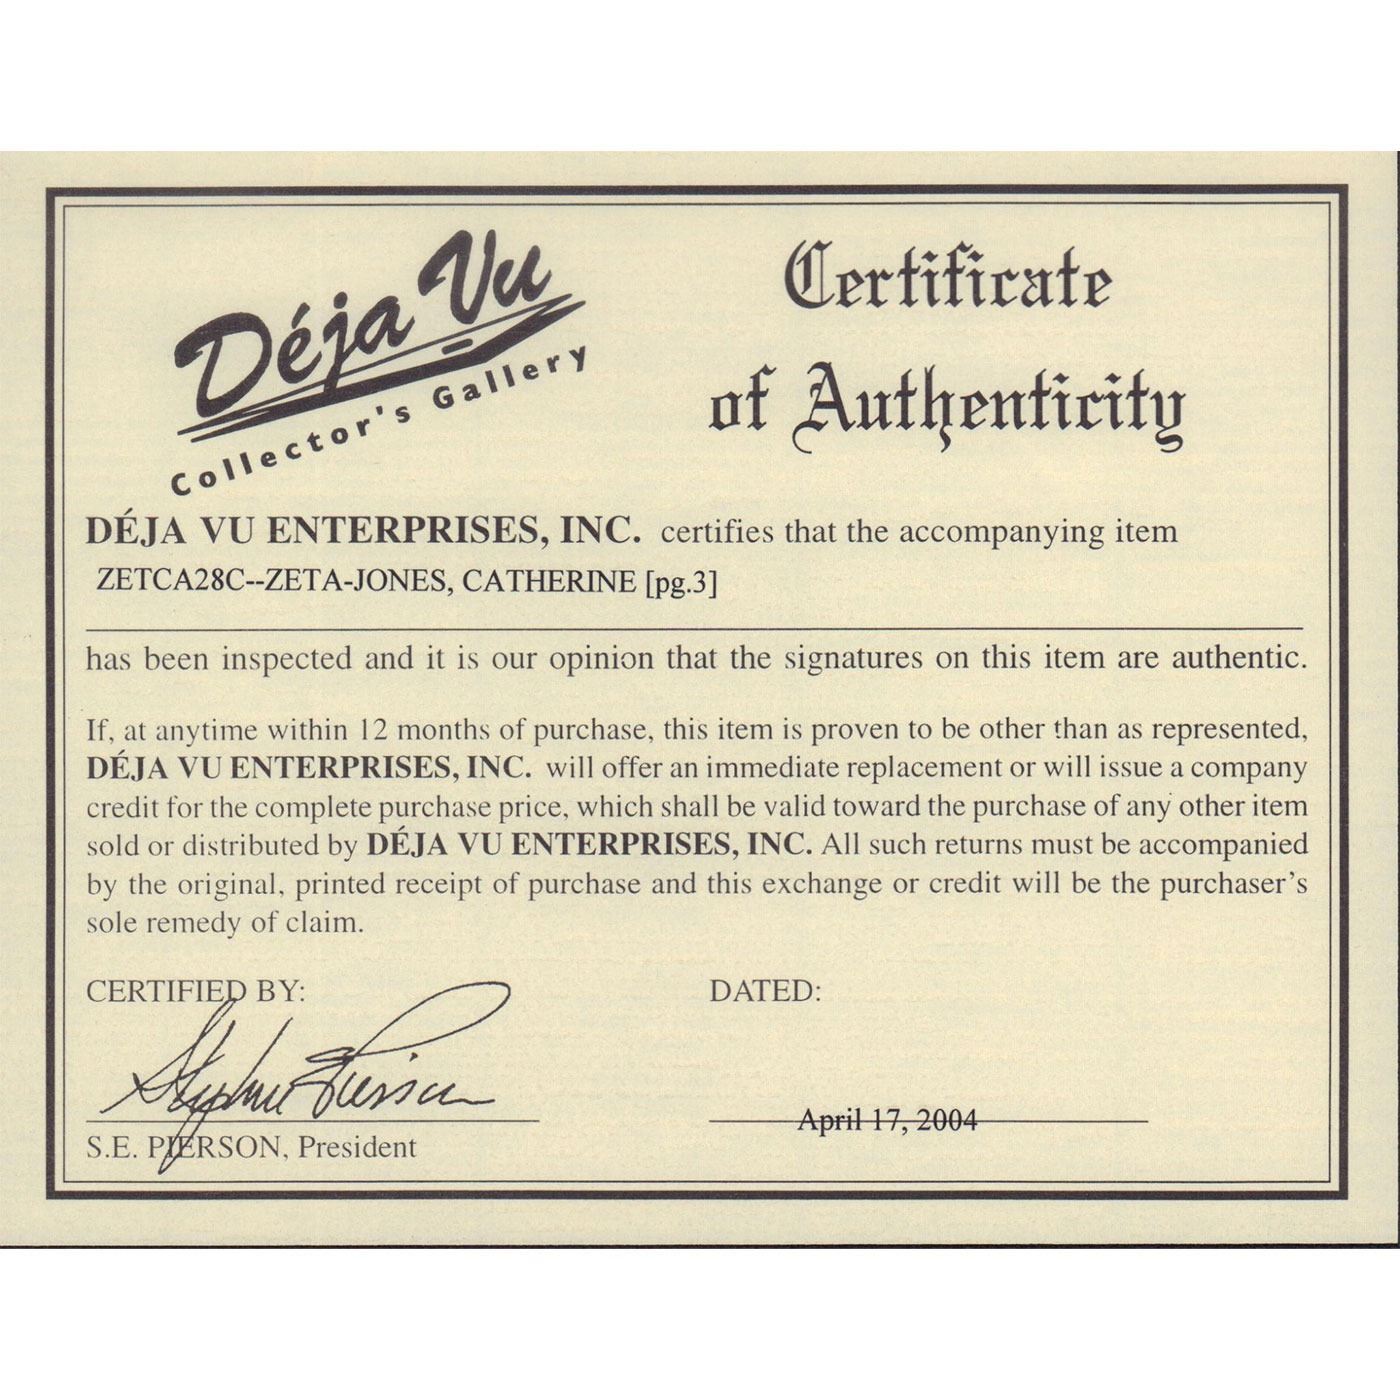 Déja Vu
Collector's Gallery
Certificate
of Authenticity
DÉJA VU ENTERPRISES, INC. certifies that the accompanying item
ZETCA28C--ZETA-JONES, CATHERINE [pg.3]
has been inspected and it is our opinion that the signatures on this item are authentic.
If, at anytime within 12 months of purchase, this item is proven to be other than as represented,
DÉJA VU ENTERPRISES, INC. will offer an immediate replacement or will issue a company
credit for the complete purchase price, which shall be valid toward the purchase of any other item
sold or distributed by DÉJA VU ENTERPRISES, INC. All such returns must be accompanied
by the original, printed receipt of purchase and this exchange or credit will be the purchaser's
sole remedy of claim.
CERTIFIED BY:
Stephen Pierson
S.E. PIERSON, President
DATED:
April 17, 2004